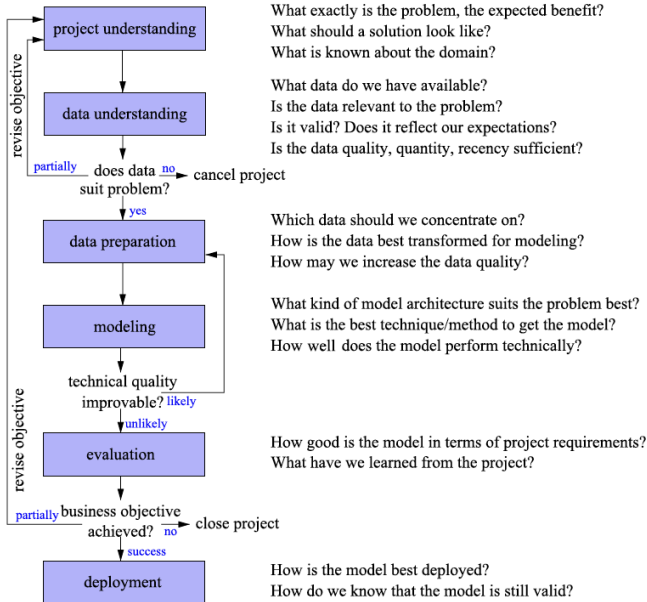 What exactly is the problem, the expected benefit?
project understanding
What should a solution look like?
What is known about the domain?
revise objective
What data do we have available?
data understanding
Is the data relevant to the problem?
Is it valid? Does it reflect our expectations?
Is the data quality, quantity, recency sufficient?
partially
does data
suit problem?
no
cancel project
yes
data preparation
Which data should we concentrate on?
How is the data best transformed for modeling?
How may we increase the data quality?
modeling
What kind of model architecture suits the problem best?
What is the best technique/method to get the model?
How well does the model perform technically?
technical quality
improvable? likely
unlikely
revise objective
evaluation
How good is the model in terms of project requirements?
What have we learned from the project?
partially
business objective
achieved?
no
close project
success
deployment
How is the model best deployed?
How do we know that the model is still valid?